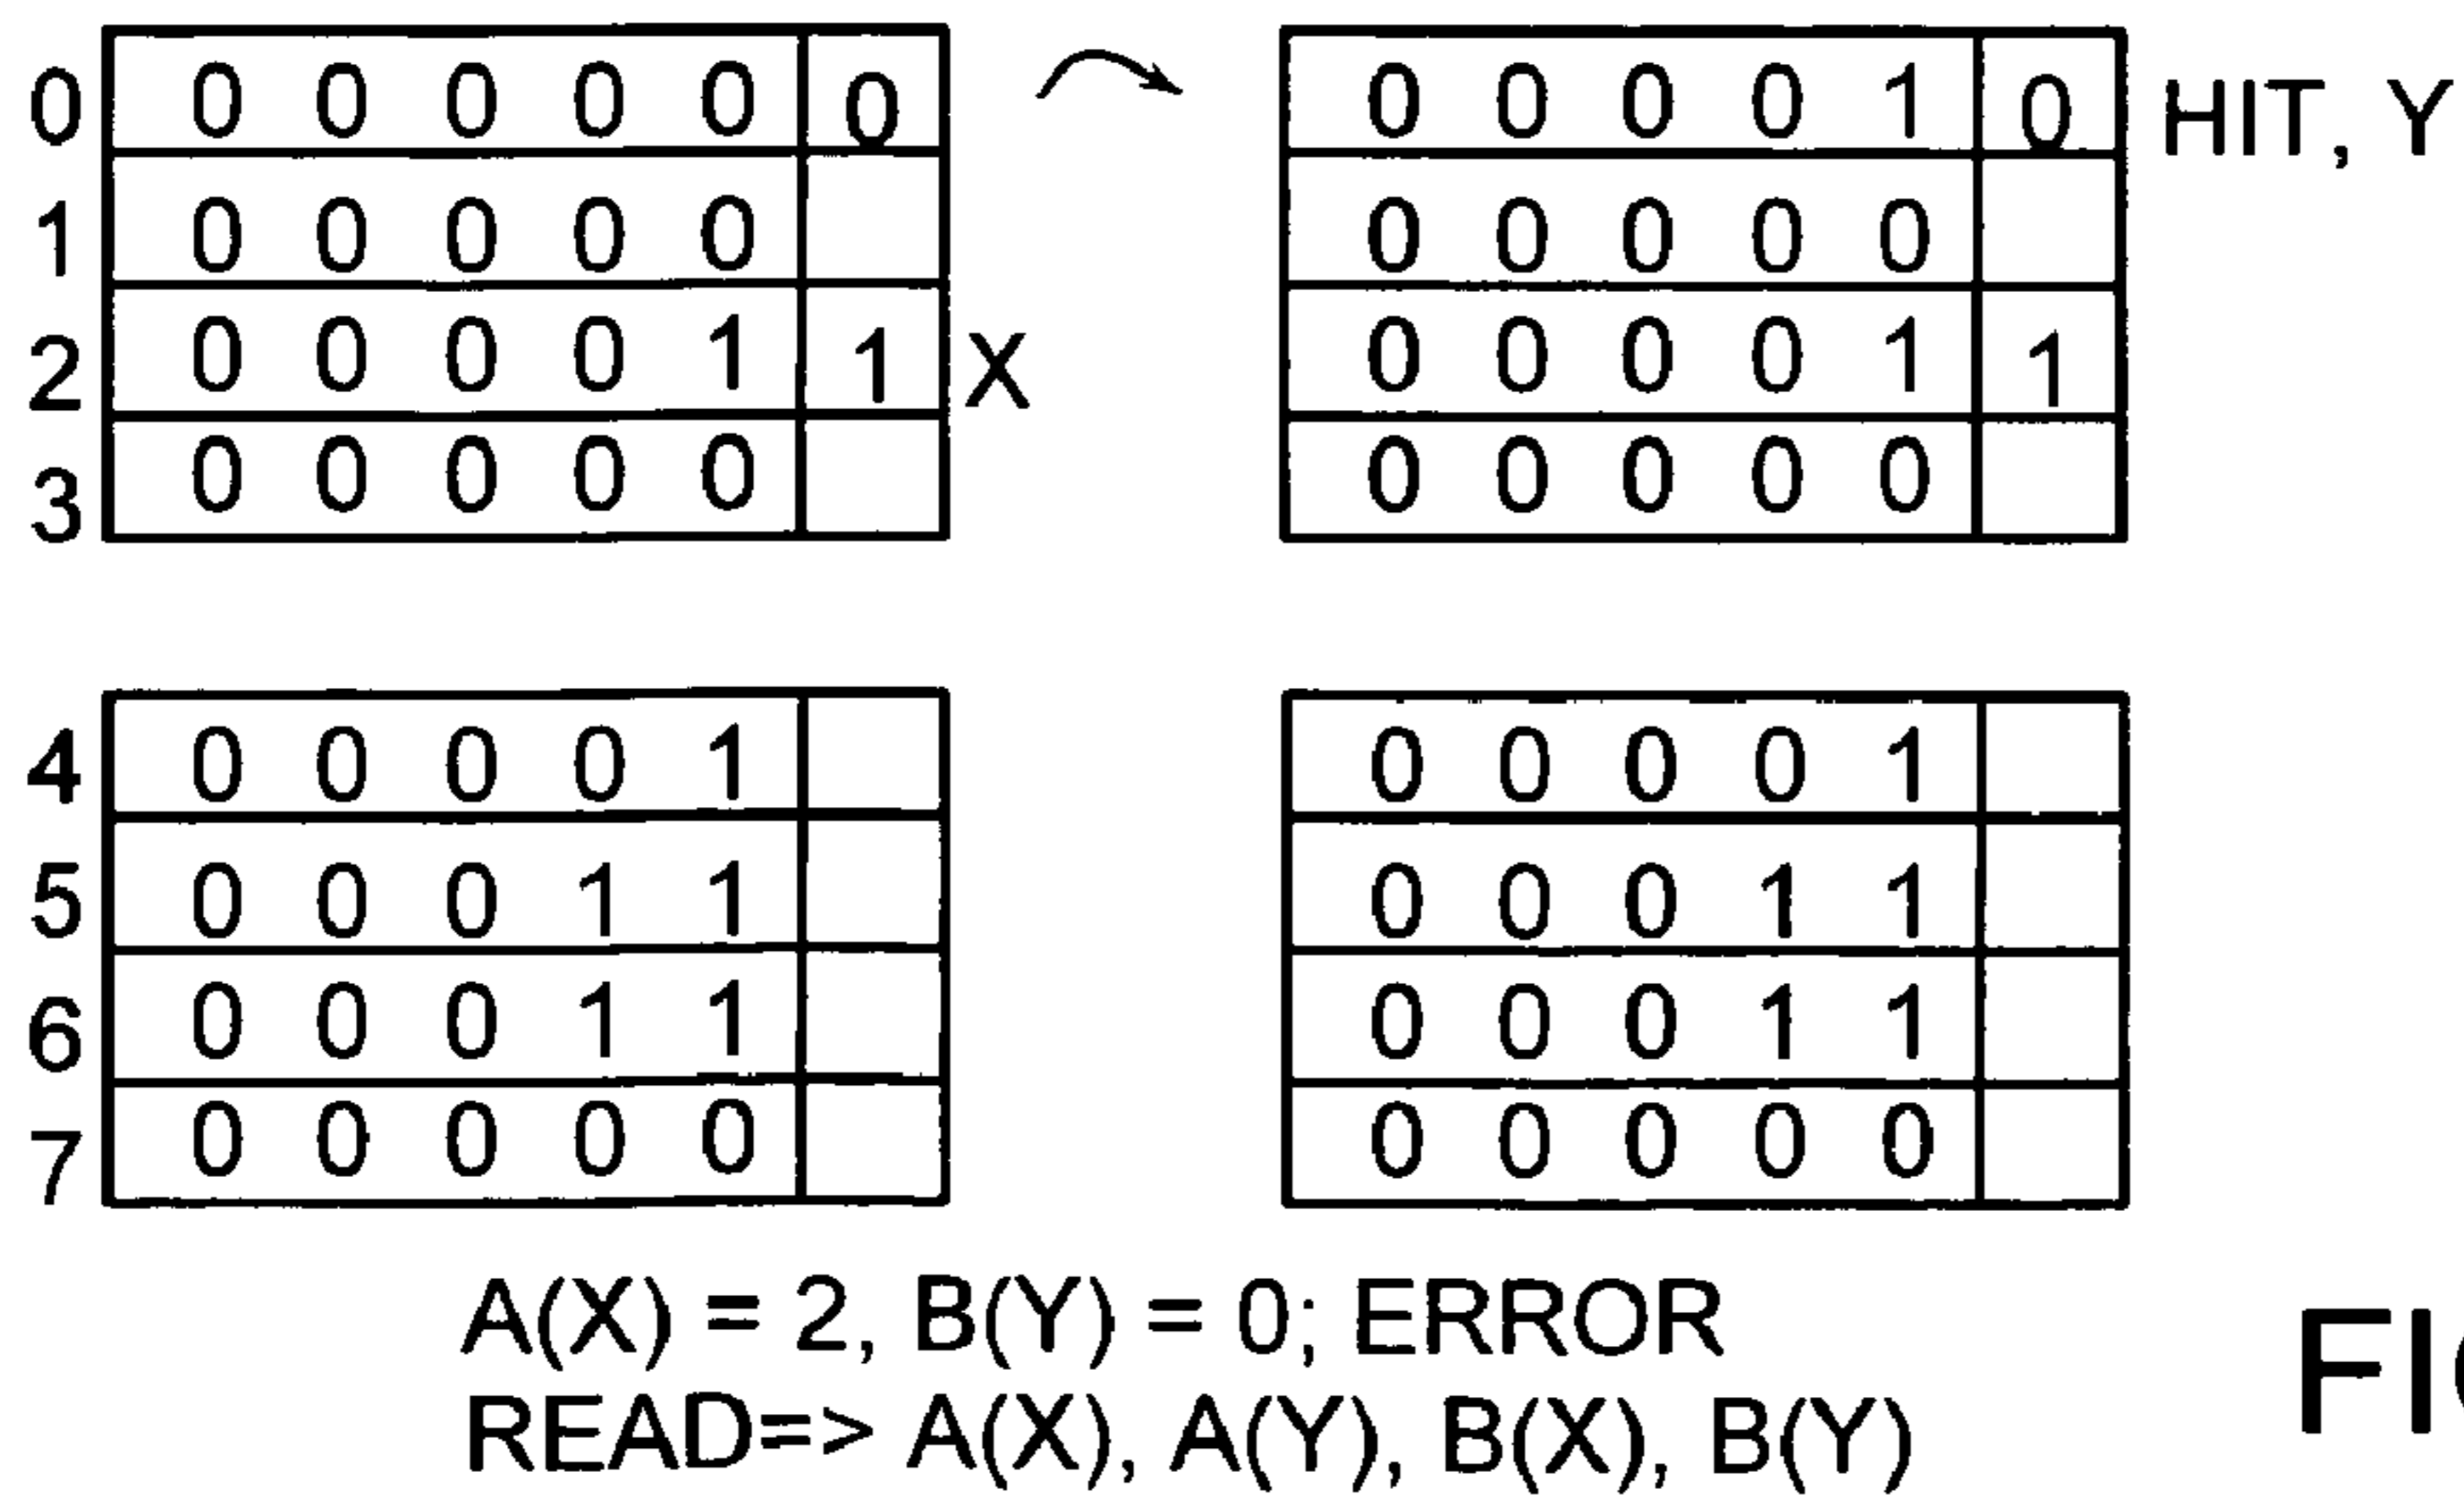 0 0 0 0 0 0 0 0 0 0 0 1 0 HIT, Y
1 0 0 0 0 0 0 0 0 0 0
2 0 0 0 0 1 1 X 0 0 0 0 1 1
3 0 0 0 0 0 0 0 0 0 0
4 0 0 0 0 1 0 0 0 0 1
5 0 0 0 1 1 0 0 0 1 1
6 0 0 0 1 1 0 0 0 1 1
7 0 0 0 0 0 0 0 0 0 0
A(X) = 2, B(Y) = 0; ERROR
READ=> A(X), A(Y), B(X), B(Y)